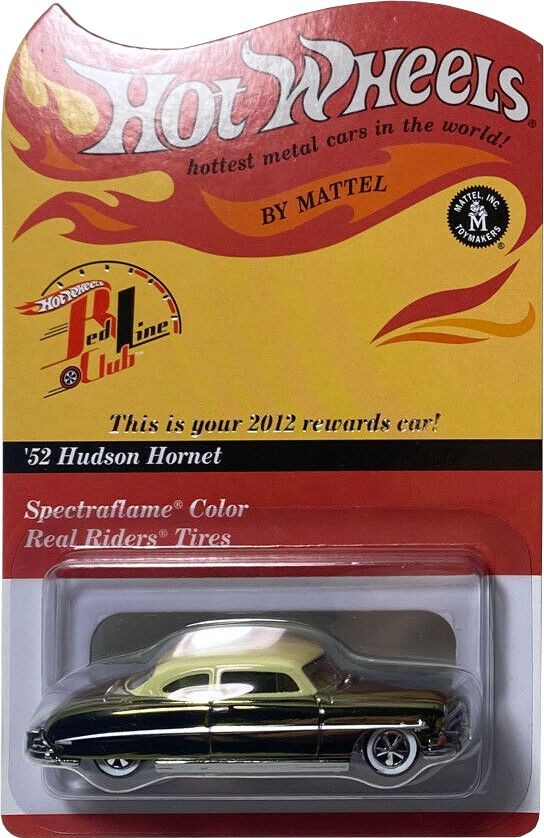 Hot Wheels®
hottest metal cars in the world!
BY MATTEL
MATTEL, INC.
M
TOYMAKERS
®
Hot Wheels
Red Line
Club™
This is your 2012 rewards car!
'52 Hudson Hornet
Spectraflame® Color
Real Riders® Tires